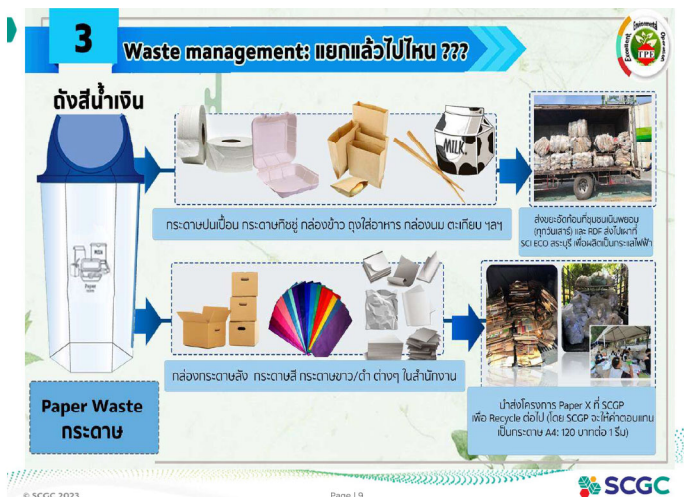 3
Waste management: แยกแล้วไปไหน ???
Excellent Environmental Operation
TPE
ถังสีน้ำเงิน
MILK
กระดาษปนเปื้อน กระดาษทิชชู่ กล่องข้าว ถุงใส่อาหาร กล่องนม ตะเกียบ ฯลฯ
ส่งขยะอัดก้อนที่ชุมชนเนินพยอม
(ทุกวันเสาร์) และ RDF ส่งไปเผาที่
SCI ECO สระบุรี เพื่อผลิตเป็นกระแสไฟฟ้า
Paper
กล่องกระดาษลัง กระดาษสี กระดาษขาว/ดำ ต่างๆ ในสำนักงาน
Paper Waste
กระดาษ
นำส่งโครงการ Paper X ที่ SCGP
เพื่อ Recycle ต่อไป (โดย SCGP จะให้ค่าตอบแทน
เป็นกระดาษ A4: 120 บาทต่อ 1 รีม)
© SCGC 2023
Page | 9
SCGC